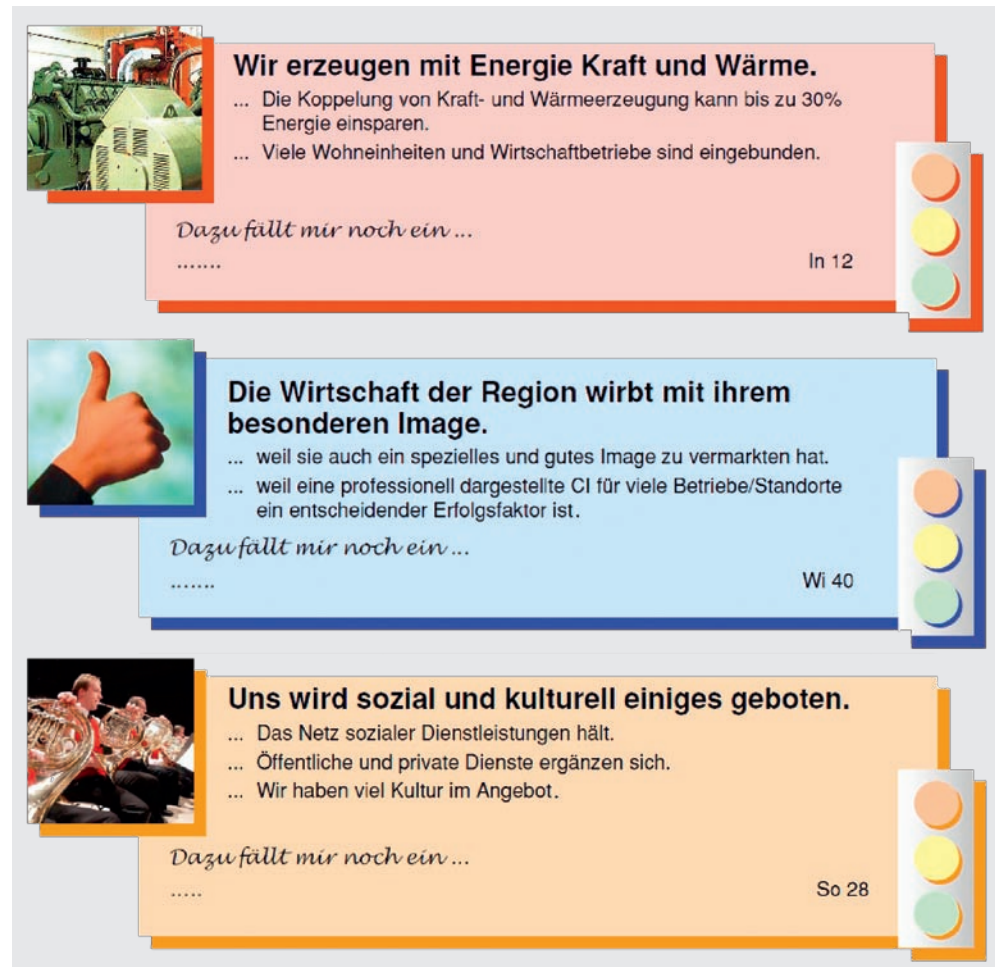 Wir erzeugen mit Energie Kraft und Wärme.
... Die Koppelung von Kraft- und Wärmeerzeugung kann bis zu 30%
Energie einsparen.
... Viele Wohneinheiten und Wirtschaftbetriebe sind eingebunden.
Dazu fällt mir noch ein ...
.......
In 12
Die Wirtschaft der Region wirbt mit ihrem
besonderen Image.
... weil sie auch ein spezielles und gutes Image zu vermarkten hat.
... weil eine professionell dargestellte CI für viele Betriebe/Standorte
ein entscheidender Erfolgsfaktor ist.
Dazu fällt mir noch ein ...
.......
Wi 40
Uns wird sozial und kulturell einiges geboten.
... Das Netz sozialer Dienstleistungen hält.
... Öffentliche und private Dienste ergänzen sich.
... Wir haben viel Kultur im Angebot.
Dazu fällt mir noch ein ...
.....
So 28